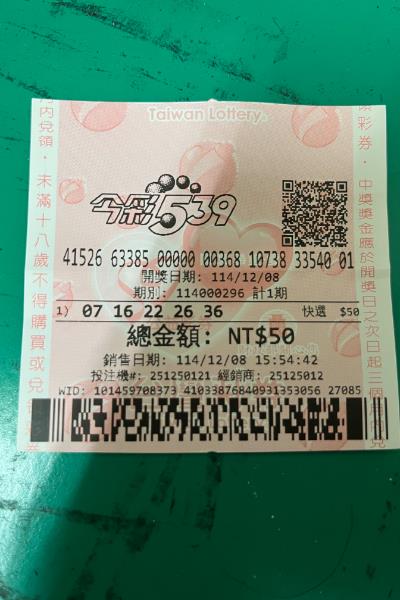 Taiwan Lottery
今彩539
41526 63385 00000 00368 10738 33540 01
開獎日期: 114/12/08
期別: 114000296 計1期
1) 07 16 22 26 36 快選 $50
總金額: NT$50
銷售日期: 114/12/08 15:54:42
投注機#: 251250121 經銷商: 25125012
WID: 101459708373 41033876840931353056 27085
月內兌領。未滿十八歲不得購買或兌
彩券。中獎獎金應於開獎日之次日起三個